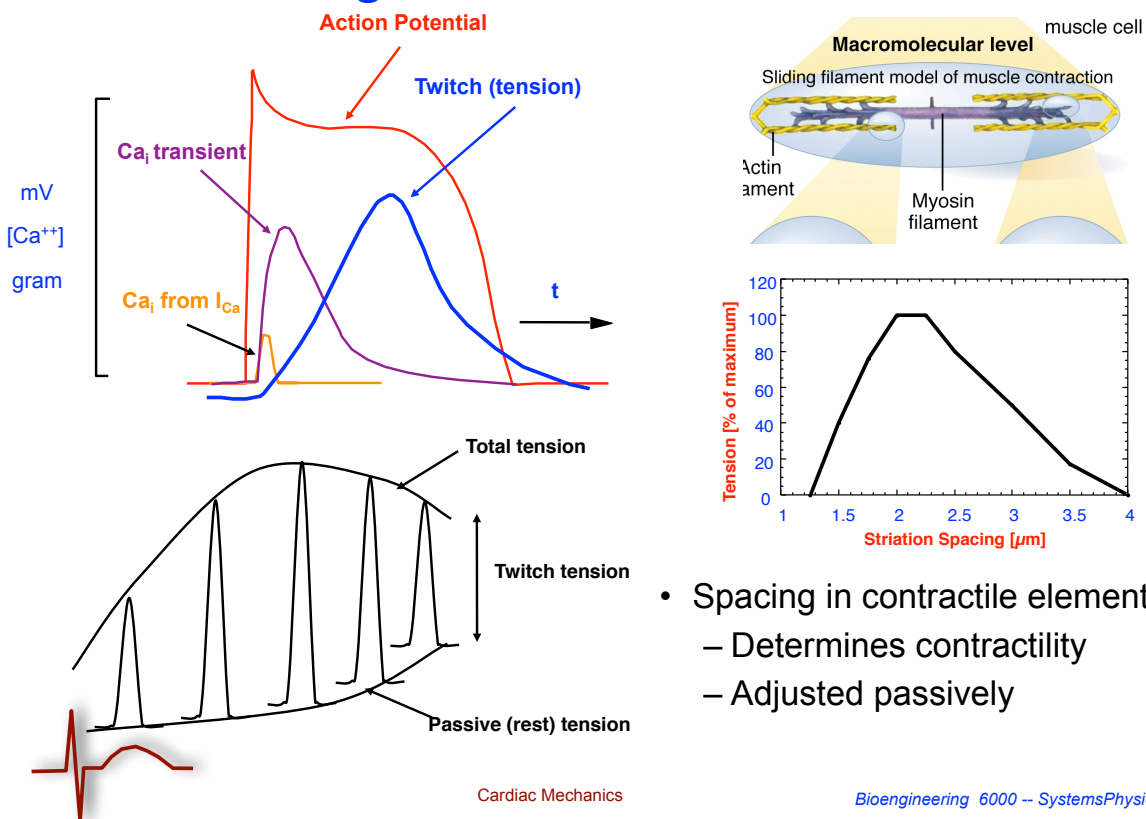 Action Potential
Twitch (tension)
Ca_i transient
mV
[Ca⁺⁺]
gram
Ca_i from I_Ca
t
muscle cell
Macromolecular level
Sliding filament model of muscle contraction
Actin
ament
Myosin
filament
120
100
80
60
40
20
0
Tension [% of maximum]
1 1.5 2 2.5 3 3.5 4
Striation Spacing [µm]
Total tension
Twitch tension
Passive (rest) tension
• Spacing in contractile element
– Determines contractility
– Adjusted passively
Cardiac Mechanics
Bioengineering 6000 -- SystemsPhysi